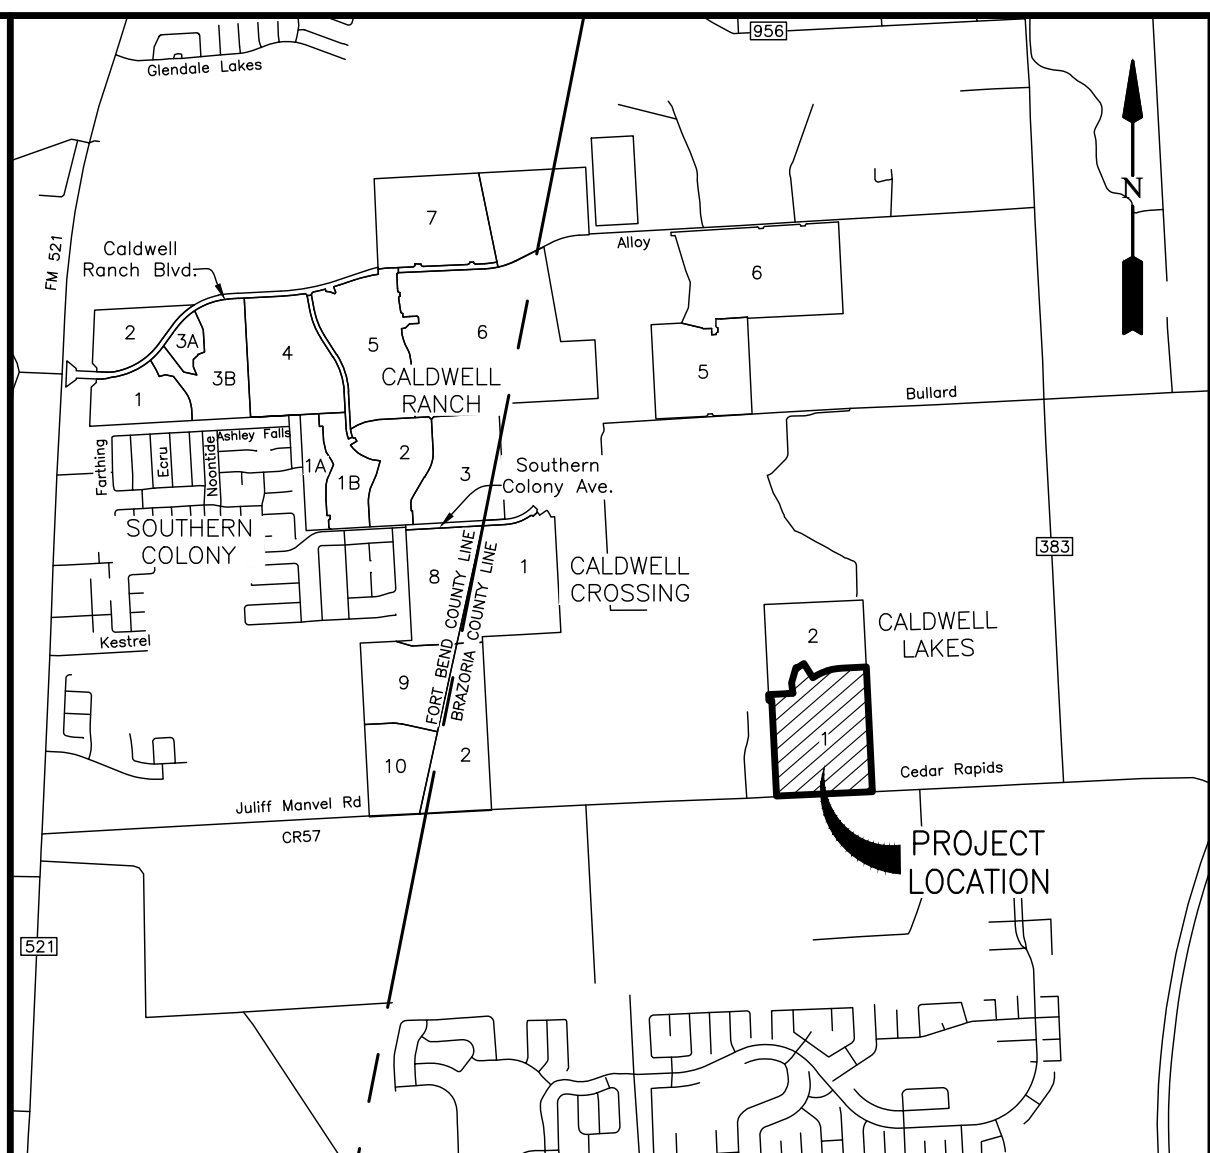 956
Glendale Lakes
N
7
FM 521
Caldwell
Ranch Blvd.
Alloy
6
2
3A
4
5
6
3B
5
1
CALDWELL
RANCH
Bullard
Farthing
Ecru
Noontide
Ashley Falls
1A
1B
2
3
Southern
Colony Ave.
SOUTHERN
COLONY
383
8
1
CALDWELL
CROSSING
FORT BEND COUNTY LINE
BRAZORIA COUNTY LINE
Kestrel
2
CALDWELL
LAKES
9
1
10
2
Cedar Rapids
Juliff Manvel Rd
CR57
PROJECT
LOCATION
521